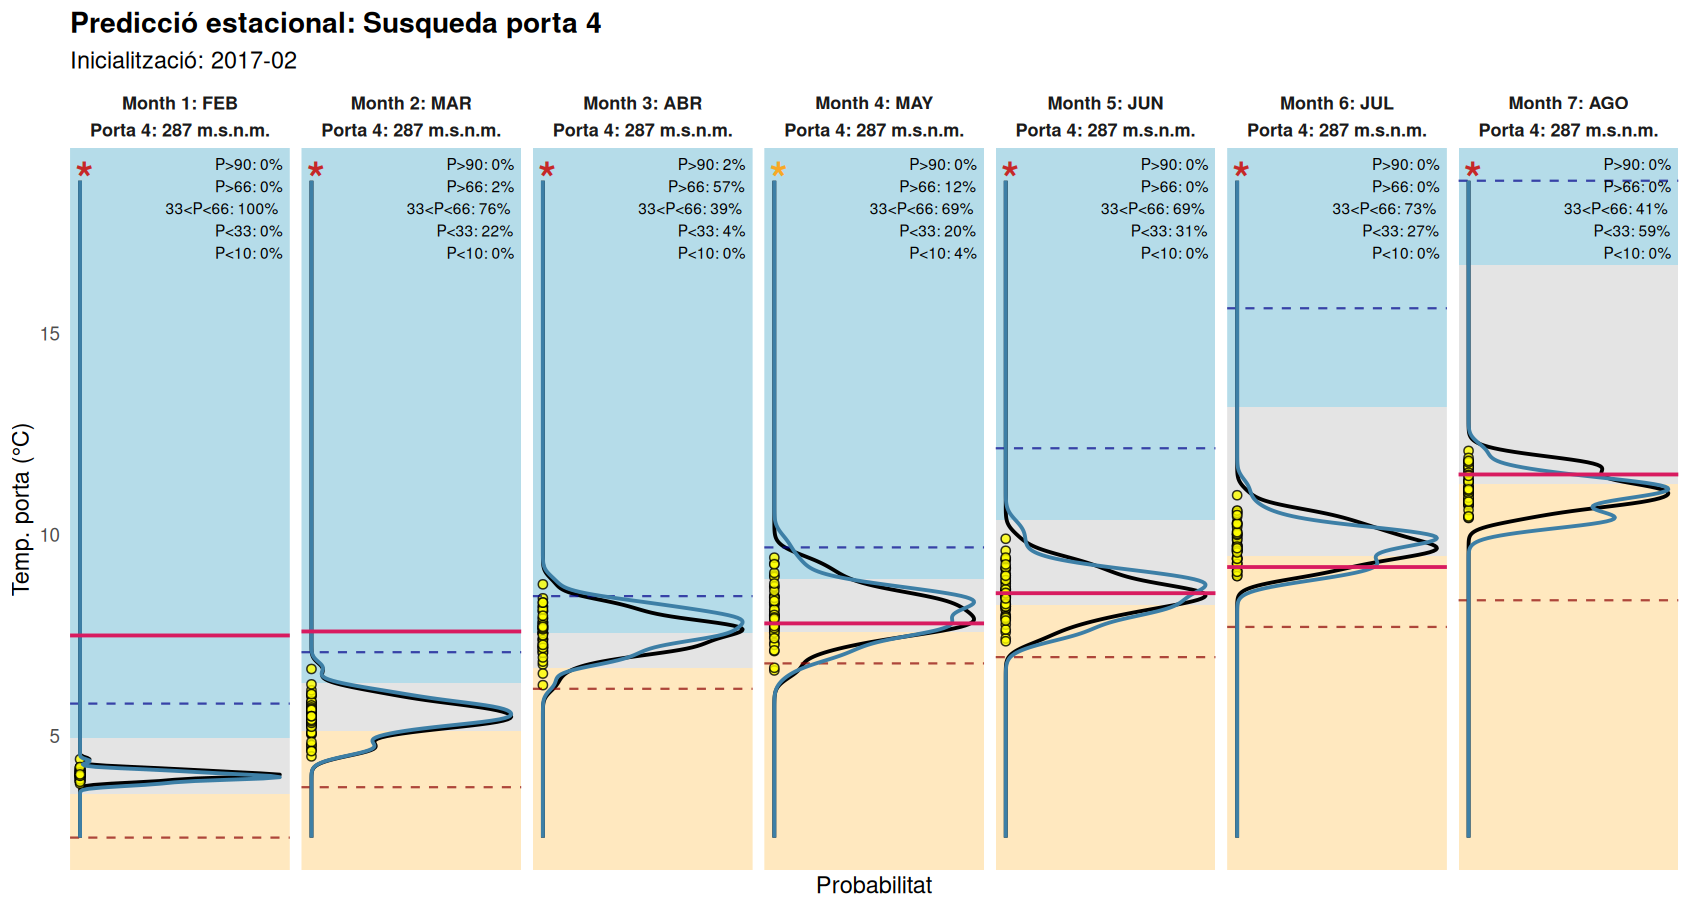 Predicció estacional: Susqueda porta 4
Inicialització: 2017-02
Month 1: FEB
Porta 4: 287 m.s.n.m.
Month 2: MAR
Porta 4: 287 m.s.n.m.
Month 3: ABR
Porta 4: 287 m.s.n.m.
Month 4: MAY
Porta 4: 287 m.s.n.m.
Month 5: JUN
Porta 4: 287 m.s.n.m.
Month 6: JUL
Porta 4: 287 m.s.n.m.
Month 7: AGO
Porta 4: 287 m.s.n.m.
*
P>90: 0%
P>66: 0%
33<P<66: 100%
P<33: 0%
P<10: 0%
*
P>90: 0%
P>66: 2%
33<P<66: 76%
P<33: 22%
P<10: 0%
*
P>90: 2%
P>66: 57%
33<P<66: 39%
P<33: 4%
P<10: 0%
*
P>90: 0%
P>66: 12%
33<P<66: 69%
P<33: 20%
P<10: 4%
*
P>90: 0%
P>66: 0%
33<P<66: 69%
P<33: 31%
P<10: 0%
*
P>90: 0%
P>66: 0%
33<P<66: 73%
P<33: 27%
P<10: 0%
*
P>90: 0%
P>66: 0%
33<P<66: 41%
P<33: 59%
P<10: 0%
15
10
5
Temp. porta (°C)
Probabilitat